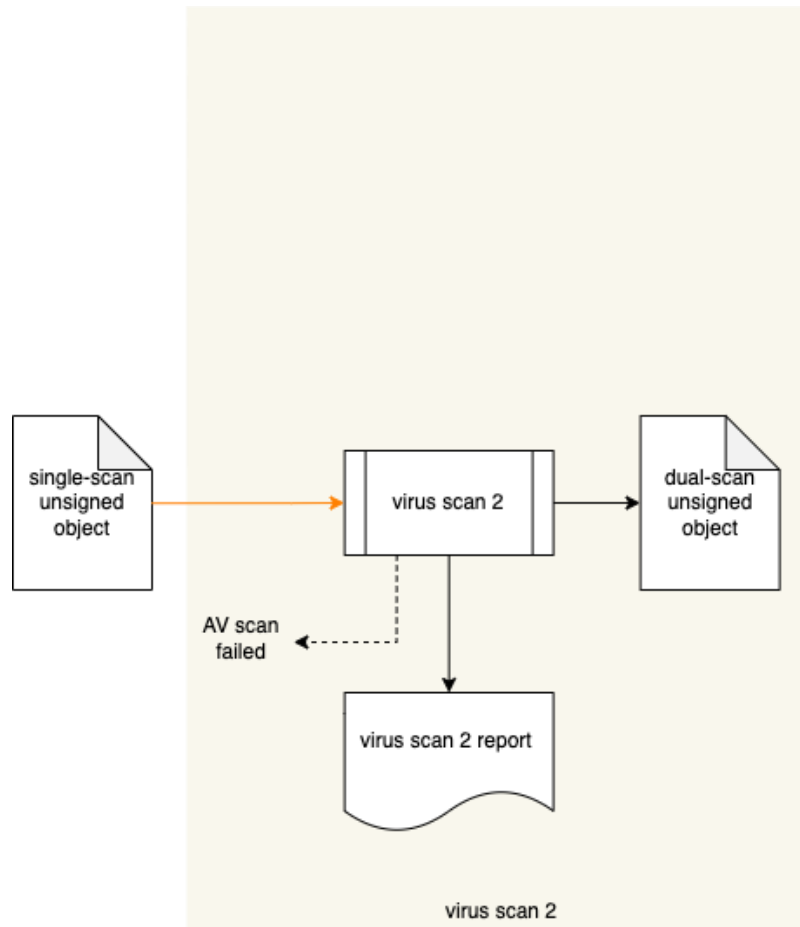 single-scan
unsigned
object
virus scan 2
dual-scan
unsigned
object
AV scan
failed
virus scan 2 report
virus scan 2